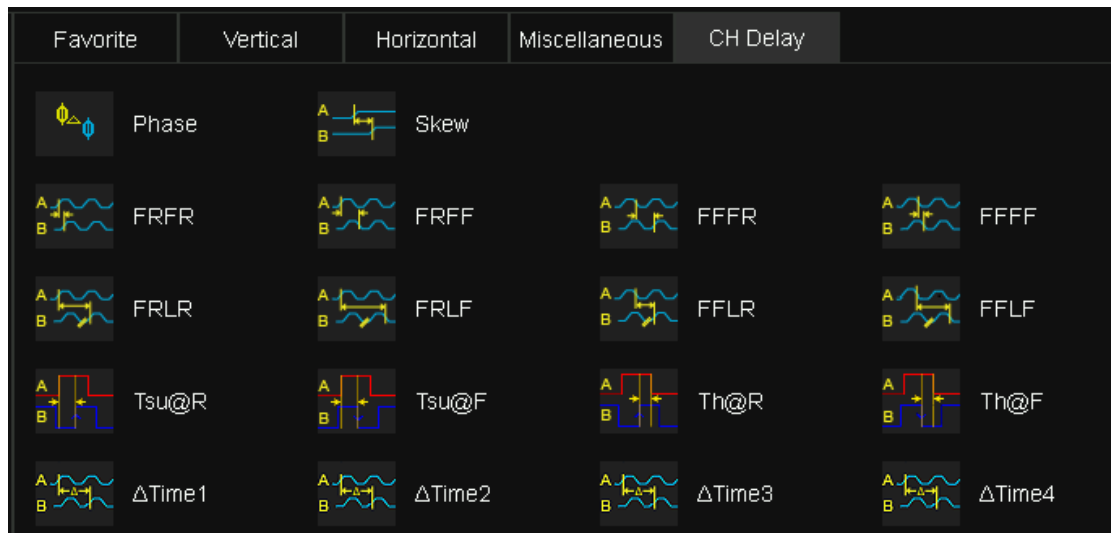 Favorite Vertical Horizontal Miscellaneous CH Delay
Φ△Φ Phase A B Skew
A B FRFR A B FRFF A B FFFR A B FFFF
A B FRLR A B FRLF A B FFLR A B FFLF
A B Tsu@R A B Tsu@F A B Th@R A B Th@F
A B Δ ΔTime1 A B Δ ΔTime2 A B Δ ΔTime3 A B Δ ΔTime4